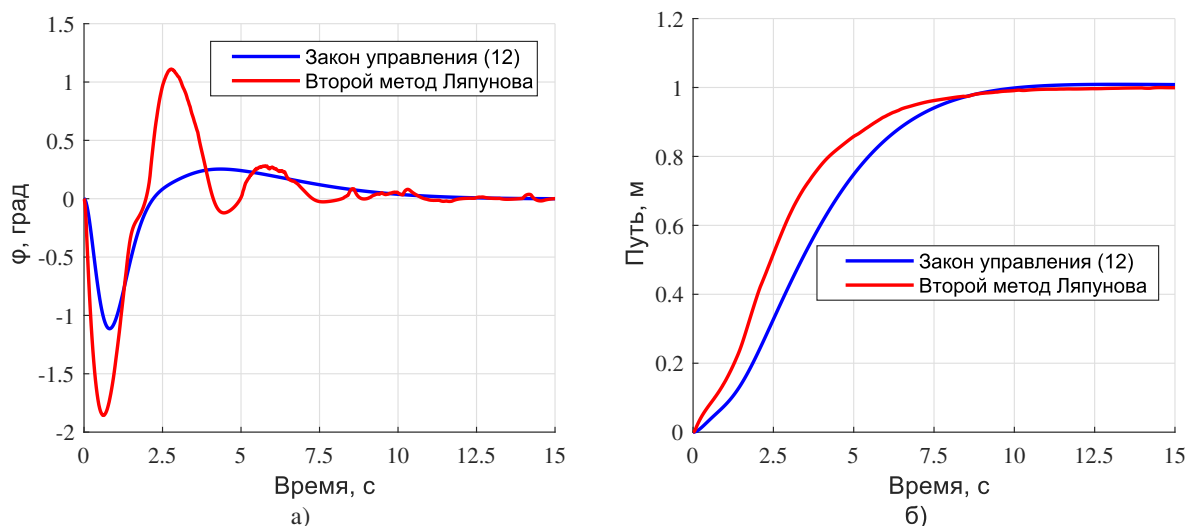 1.5
1
0.5
0
-0.5
-1
-1.5
-2
φ, град
Закон управления (12)
Второй метод Ляпунова
0 2.5 5 7.5 10 12.5 15
Время, с
а)
1.2
1
0.8
0.6
0.4
0.2
0
Путь, м
Закон управления (12)
Второй метод Ляпунова
0 2.5 5 7.5 10 12.5 15
Время, с
б)